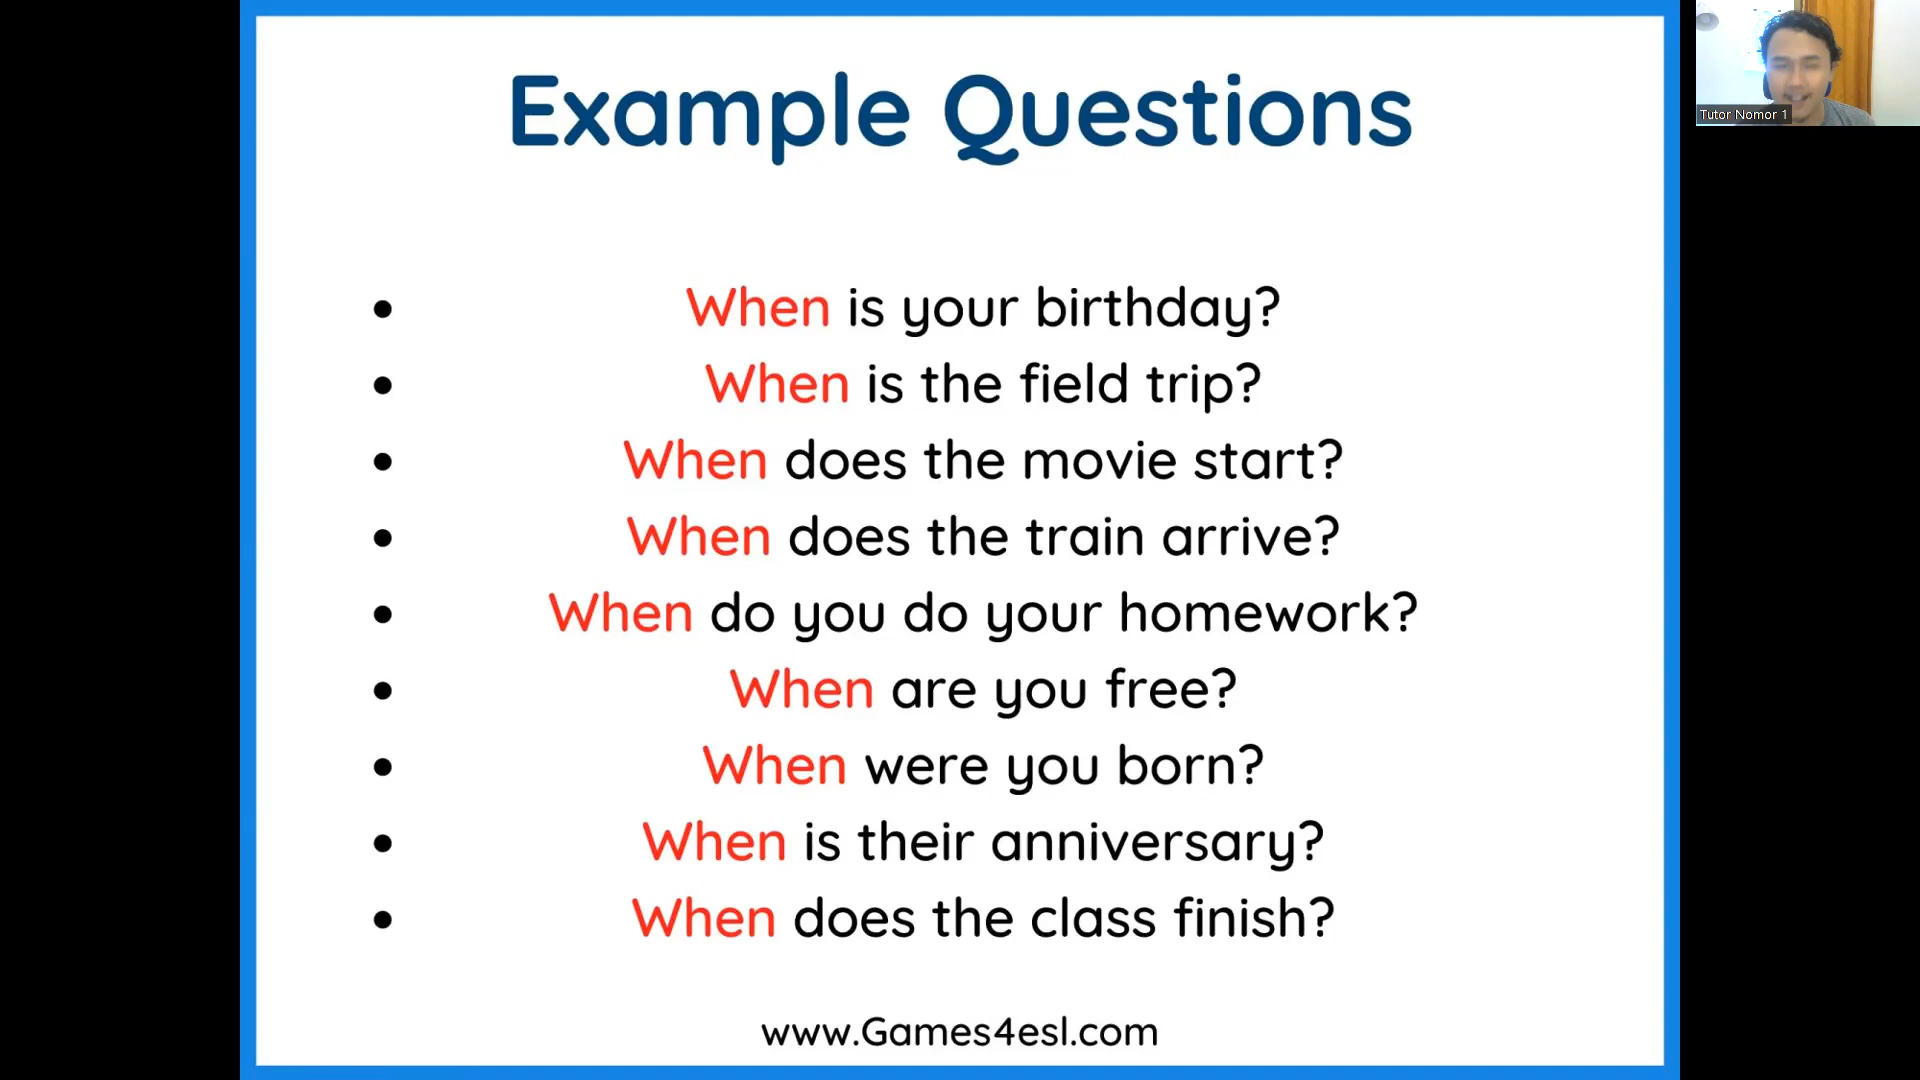 Example Questions
Tutor Nomor 1
• When is your birthday?
• When is the field trip?
• When does the movie start?
• When does the train arrive?
• When do you do your homework?
• When are you free?
• When were you born?
• When is their anniversary?
• When does the class finish?
www.Games4esl.com